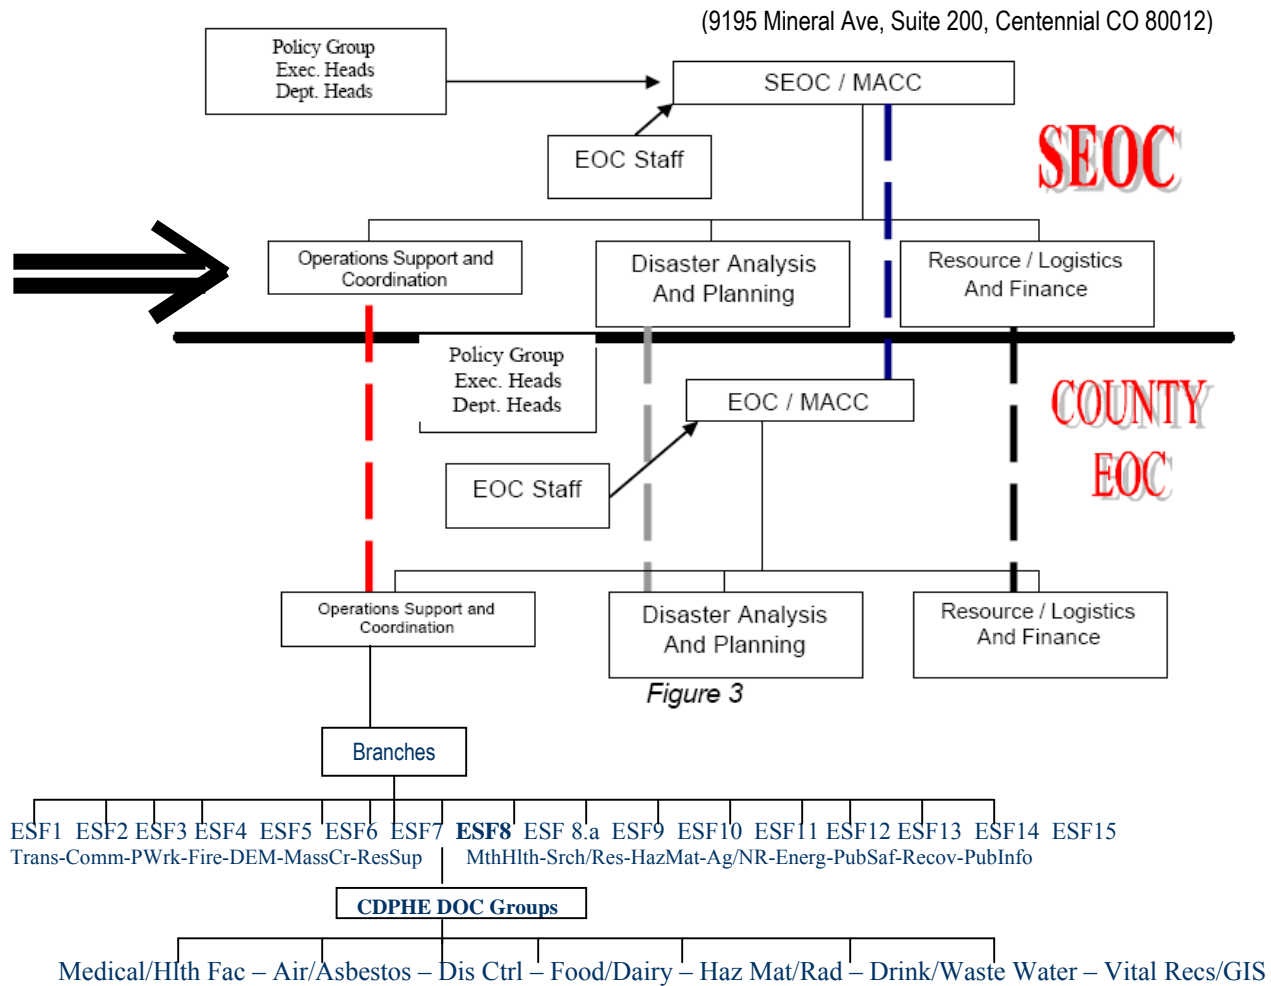 (9195 Mineral Ave, Suite 200, Centennial CO 80012)
Policy Group
Exec. Heads
Dept. Heads
SEOC / MACC
EOC Staff
SEOC
Operations Support and
Coordination
Disaster Analysis
And Planning
Resource / Logistics
And Finance
Policy Group
Exec. Heads
Dept. Heads
EOC / MACC
COUNTY
EOC
EOC Staff
Operations Support and
Coordination
Disaster Analysis
And Planning
Resource / Logistics
And Finance
Figure 3
Branches
ESF1 ESF2 ESF3 ESF4 ESF5 ESF6 ESF7 ESF8 ESF 8.a ESF9 ESF10 ESF11 ESF12 ESF13 ESF14 ESF15
Trans-Comm-PWrk-Fire-DEM-MassCr-ResSup MthHlth-Srch/Res-HazMat-Ag/NR-Energ-PubSaf-Recov-PubInfo
CDPHE DOC Groups
Medical/Hlth Fac – Air/Asbestos – Dis Ctrl – Food/Dairy – Haz Mat/Rad – Drink/Waste Water – Vital Recs/GIS